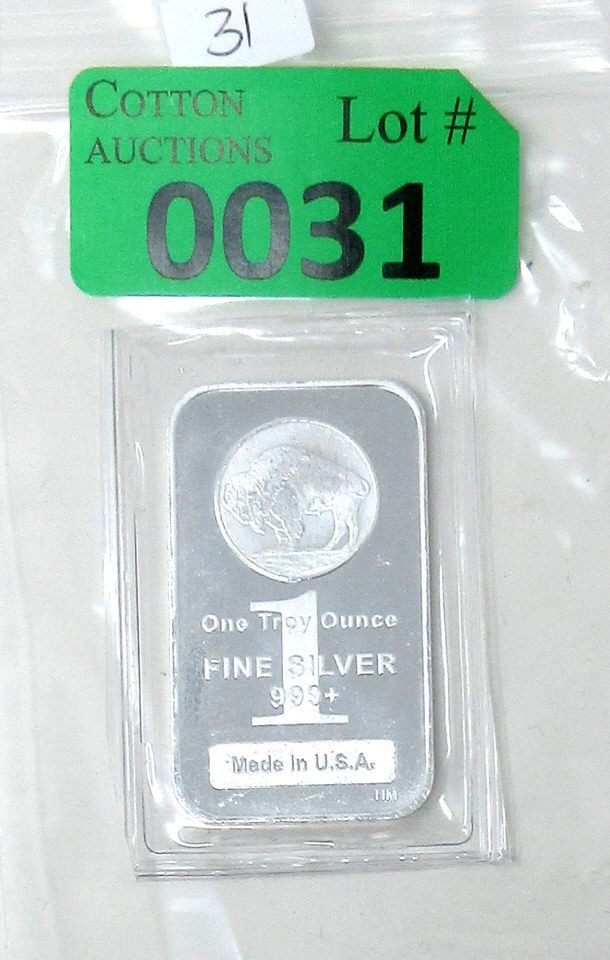 31
COTTON
AUCTIONS
Lot #
0031
One Troy Ounce
FINE SILVER
999+
1
Made In U.S.A.
HM